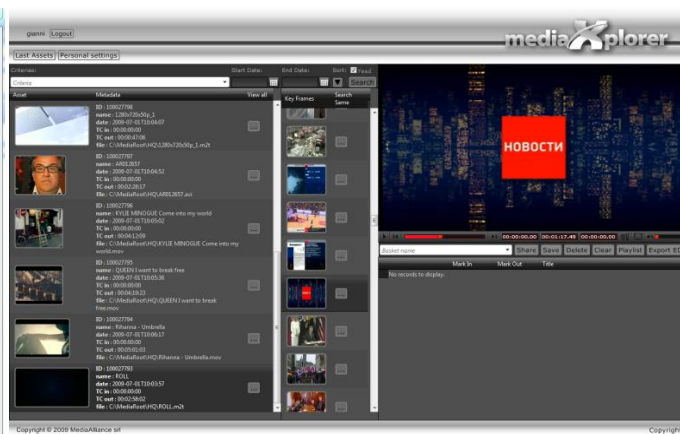 gianni Logout
mediaXplorer
Last Assets Personal settings
Criterias: Start Date: End Date: Sort: Feed
Criteria Search
Asset Metadata View all
ID : 100027798
name : 1280x720x50p_1
date : 2009-07-01T10:04:07
TC in : 00:00:00:00
TC out : 00:00:47:06
file : C:\MediaRoot\HQ\1280x720x50p_1.m2t
ID : 100027797
name : AREL2657
date : 2009-07-01T10:04:52
TC in : 00:00:00:00
TC out : 00:02:28:17
file : C:\MediaRoot\HQ\AREL2657.avi
ID : 100027796
name : KYLIE MINOGUE Come into my world
date : 2009-07-01T10:05:02
TC in : 00:00:00:00
TC out : 00:04:12:09
file : C:\MediaRoot\HQ\KYLIE MINOGUE Come into my world.mov
ID : 100027795
name : QUEEN I want to break free
date : 2009-07-01T10:05:36
TC in : 00:00:00:00
TC out : 00:04:19:22
file : C:\MediaRoot\HQ\QUEEN I want to break free.mov
ID : 100027794
name : Rihanna - Umbrella
date : 2009-07-01T10:06:17
TC in : 00:00:00:00
TC out : 00:05:01:03
file : C:\MediaRoot\HQ\Rihanna - Umbrella.mov
ID : 100027793
name : ROLL
date : 2009-07-01T10:03:57
TC in : 00:00:00:00
TC out : 00:02:58:02
file : C:\MediaRoot\HQ\ROLL.m2t
Key Frames Search Same
НОВОСТИ
00:00:00.00 00:01:17.49 00:00:00.00
Basket name Share Save Delete Clear Playlist Export ED
Mark In Mark Out Title
No records to display.
Copyright © 2009 MediaAlliance srl Copyright